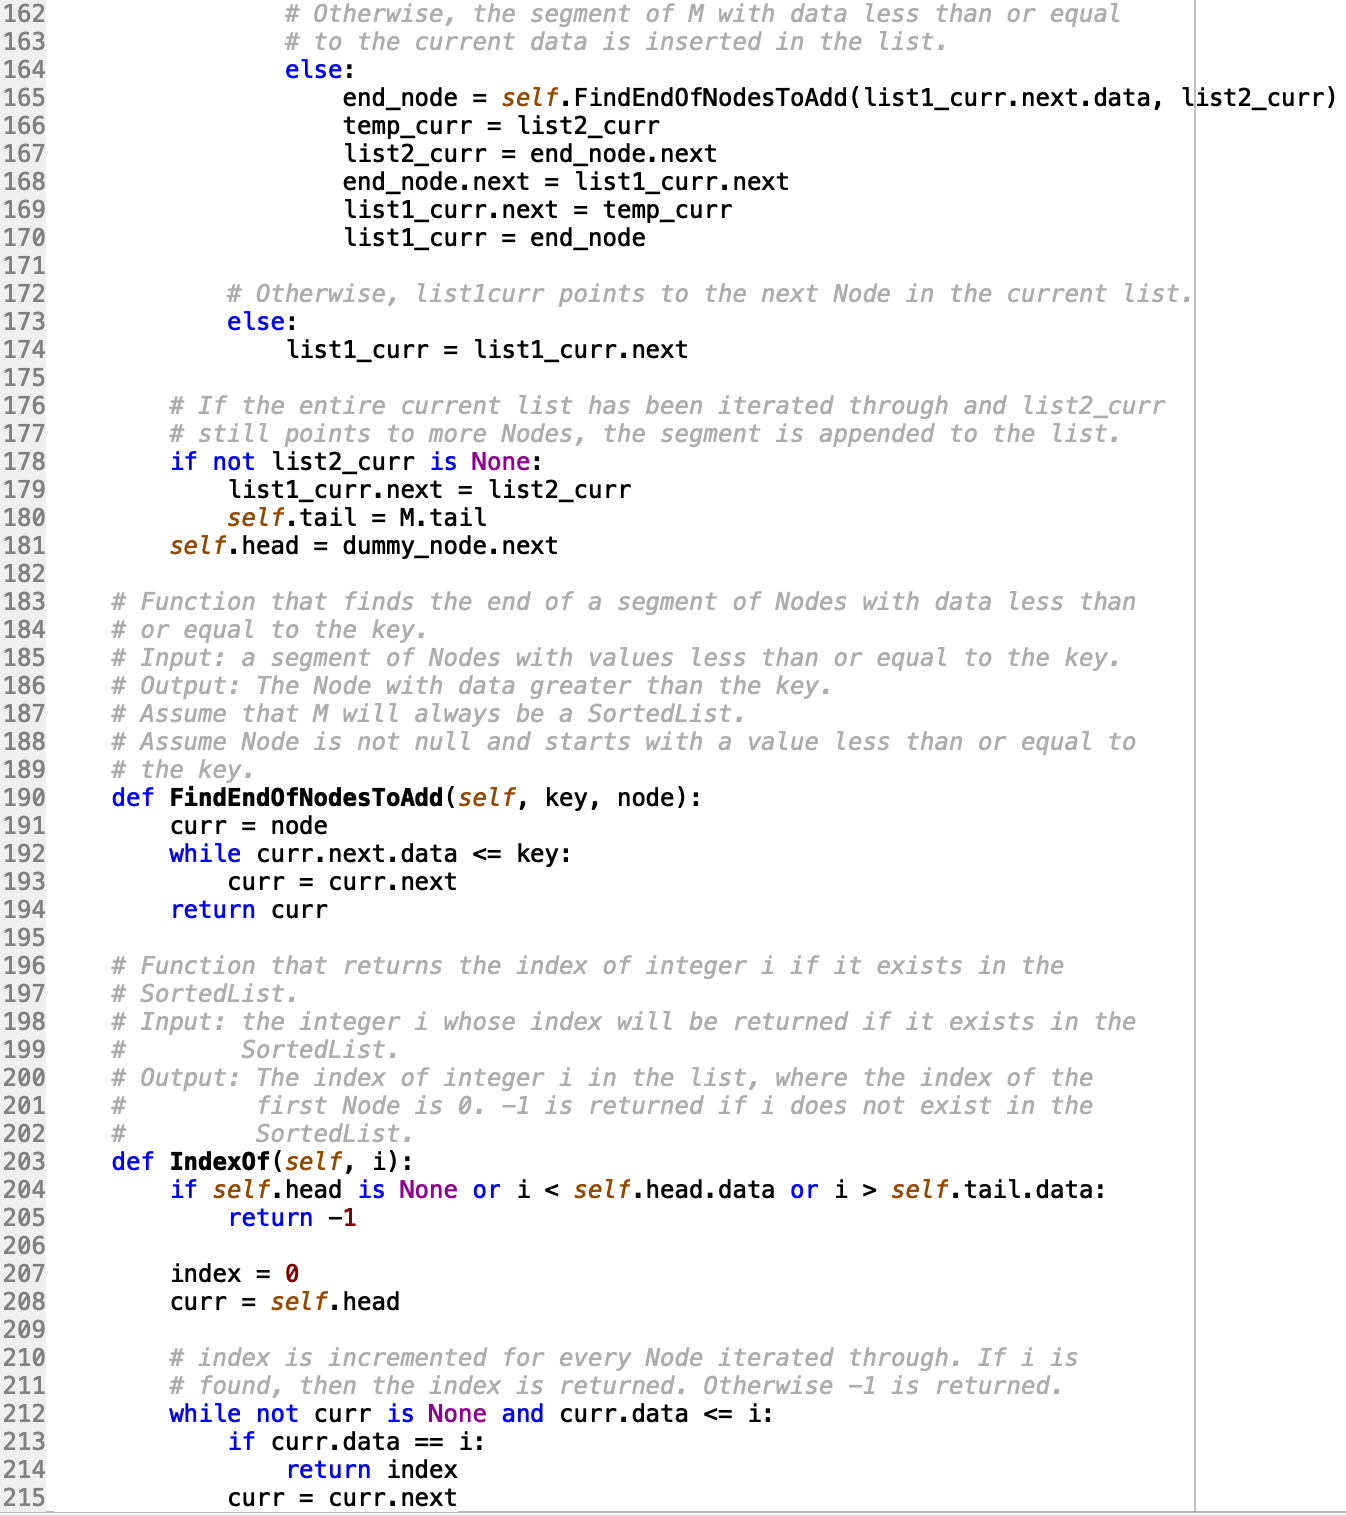 162                 # Otherwise, the segment of M with data less than or equal
163                 # to the current data is inserted in the list.
164                 else:
165                     end_node = self.FindEndOfNodesToAdd(list1_curr.next.data, list2_curr)
166                     temp_curr = list2_curr
167                     list2_curr = end_node.next
168                     end_node.next = list1_curr.next
169                     list1_curr.next = temp_curr
170                     list1_curr = end_node
171
172             # Otherwise, list1curr points to the next Node in the current list.
173             else:
174                 list1_curr = list1_curr.next
175
176         # If the entire current list has been iterated through and list2_curr
177         # still points to more Nodes, the segment is appended to the list.
178         if not list2_curr is None:
179             list1_curr.next = list2_curr
180             self.tail = M.tail
181         self.head = dummy_node.next
182
183     # Function that finds the end of a segment of Nodes with data less than
184     # or equal to the key.
185     # Input: a segment of Nodes with values less than or equal to the key.
186     # Output: The Node with data greater than the key.
187     # Assume that M will always be a SortedList.
188     # Assume Node is not null and starts with a value less than or equal to
189     # the key.
190     def FindEndOfNodesToAdd(self, key, node):
191         curr = node
192         while curr.next.data <= key:
193             curr = curr.next
194         return curr
195
196     # Function that returns the index of integer i if it exists in the
197     # SortedList.
198     # Input: the integer i whose index will be returned if it exists in the
199     #        SortedList.
200     # Output: The index of integer i in the list, where the index of the
201     #         first Node is 0. -1 is returned if i does not exist in the
202     #         SortedList.
203     def IndexOf(self, i):
204         if self.head is None or i < self.head.data or i > self.tail.data:
205             return -1
206
207         index = 0
208         curr = self.head
209
210         # index is incremented for every Node iterated through. If i is
211         # found, then the index is returned. Otherwise -1 is returned.
212         while not curr is None and curr.data <= i:
213             if curr.data == i:
214                 return index
215             curr = curr.next